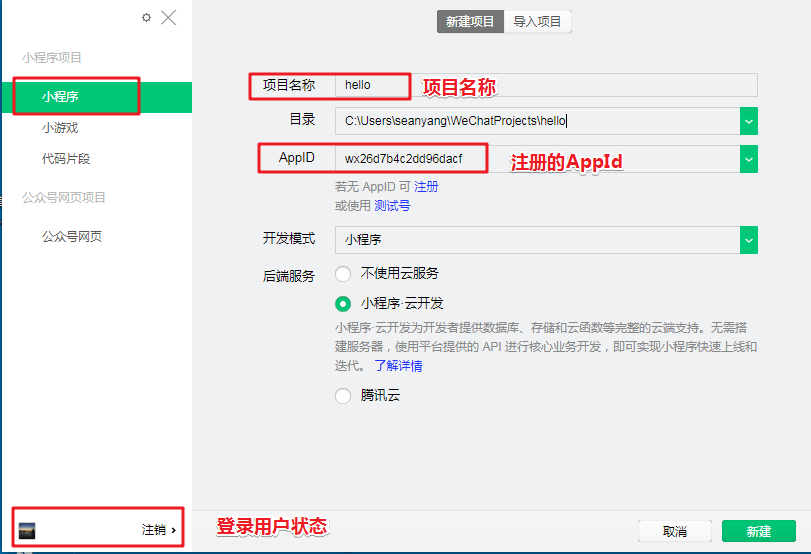 新建项目 导入项目
小程序项目
小程序
小游戏
代码片段
公众号网页项目
公众号网页
注销 ›
登录用户状态
项目名称 hello 项目名称
目录 C:\Users\seanyang\WeChatProjects\hello
AppID wx26d7b4c2dd96dacf 注册的AppId
若无 AppID 可 注册
或使用 测试号
开发模式 小程序
后端服务 不使用云服务
小程序·云开发
小程序·云开发为开发者提供数据库、存储和云函数等完整的云端支持。无需搭
建服务器，使用平台提供的 API 进行核心业务开发，即可实现小程序快速上线和
迭代。 了解详情
腾讯云
取消 新建